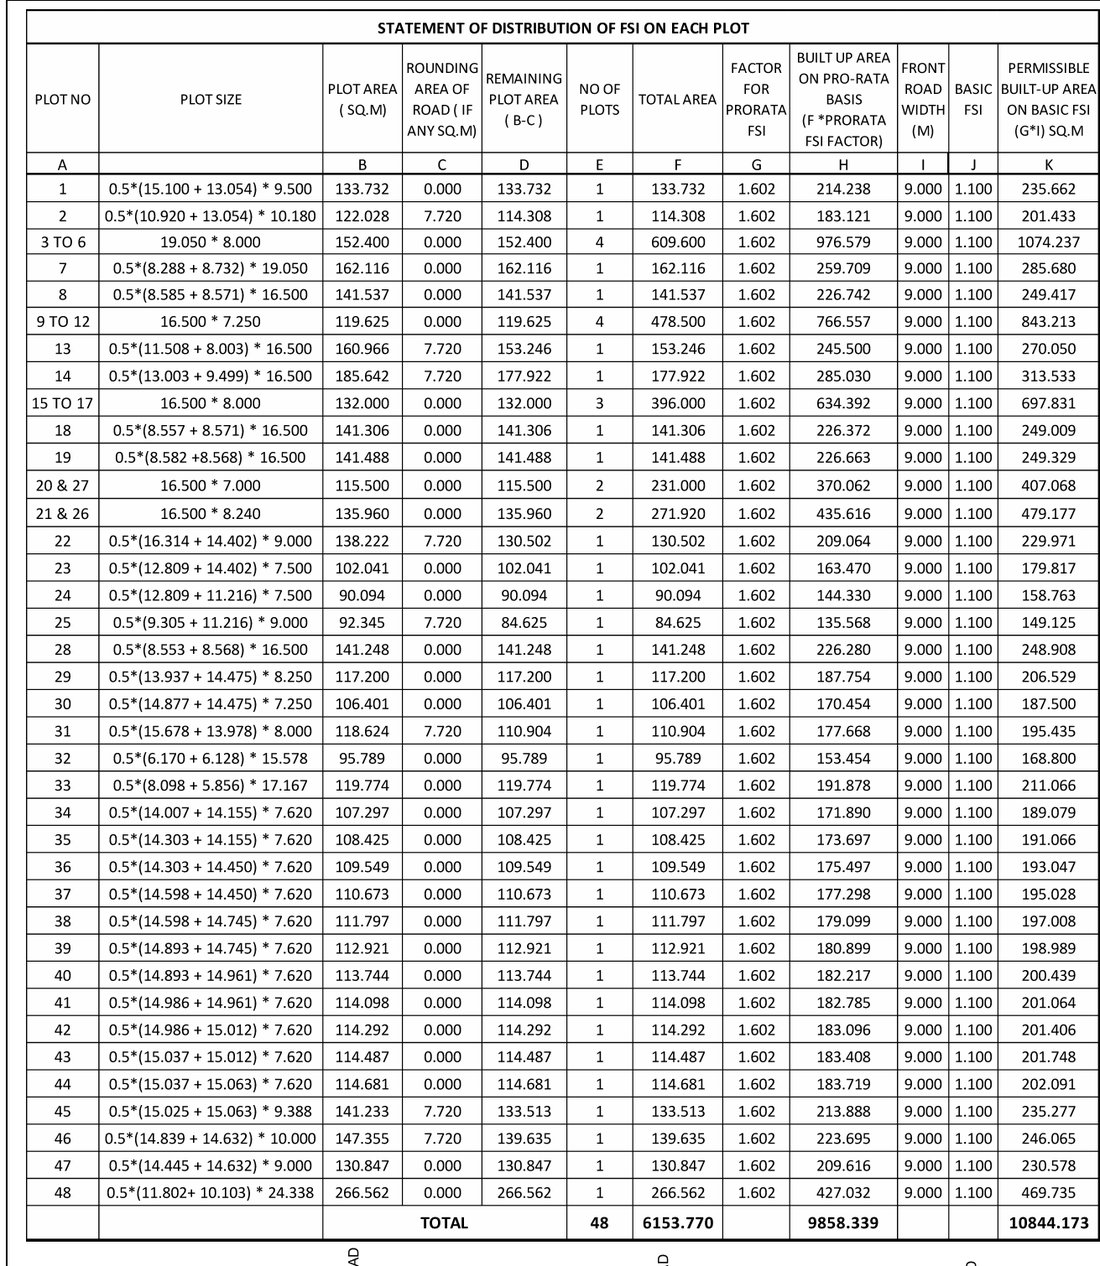 STATEMENT OF DISTRIBUTION OF FSI ON EACH PLOT
PLOT NO PLOT SIZE PLOT AREA ( SQ.M) ROUNDING AREA OF ROAD ( IF ANY SQ.M) REMAINING PLOT AREA ( B-C ) NO OF PLOTS TOTAL AREA FACTOR FOR PRORATA FSI BUILT UP AREA ON PRO-RATA BASIS (F *PRORATA FSI FACTOR) FRONT ROAD WIDTH (M) BASIC FSI PERMISSIBLE BUILT-UP AREA ON BASIC FSI (G*I) SQ.M
A B C D E F G H I J K
1 0.5*(15.100 + 13.054) * 9.500 133.732 0.000 133.732 1 133.732 1.602 214.238 9.000 1.100 235.662
2 0.5*(10.920 + 13.054) * 10.180 122.028 7.720 114.308 1 114.308 1.602 183.121 9.000 1.100 201.433
3 TO 6 19.050 * 8.000 152.400 0.000 152.400 4 609.600 1.602 976.579 9.000 1.100 1074.237
7 0.5*(8.288 + 8.732) * 19.050 162.116 0.000 162.116 1 162.116 1.602 259.709 9.000 1.100 285.680
8 0.5*(8.585 + 8.571) * 16.500 141.537 0.000 141.537 1 141.537 1.602 226.742 9.000 1.100 249.417
9 TO 12 16.500 * 7.250 119.625 0.000 119.625 4 478.500 1.602 766.557 9.000 1.100 843.213
13 0.5*(11.508 + 8.003) * 16.500 160.966 7.720 153.246 1 153.246 1.602 245.500 9.000 1.100 270.050
14 0.5*(13.003 + 9.499) * 16.500 185.642 7.720 177.922 1 177.922 1.602 285.030 9.000 1.100 313.533
15 TO 17 16.500 * 8.000 132.000 0.000 132.000 3 396.000 1.602 634.392 9.000 1.100 697.831
18 0.5*(8.557 + 8.571) * 16.500 141.306 0.000 141.306 1 141.306 1.602 226.372 9.000 1.100 249.009
19 0.5*(8.582 +8.568) * 16.500 141.488 0.000 141.488 1 141.488 1.602 226.663 9.000 1.100 249.329
20 & 27 16.500 * 7.000 115.500 0.000 115.500 2 231.000 1.602 370.062 9.000 1.100 407.068
21 & 26 16.500 * 8.240 135.960 0.000 135.960 2 271.920 1.602 435.616 9.000 1.100 479.177
22 0.5*(16.314 + 14.402) * 9.000 138.222 7.720 130.502 1 130.502 1.602 209.064 9.000 1.100 229.971
23 0.5*(12.809 + 14.402) * 7.500 102.041 0.000 102.041 1 102.041 1.602 163.470 9.000 1.100 179.817
24 0.5*(12.809 + 11.216) * 7.500 90.094 0.000 90.094 1 90.094 1.602 144.330 9.000 1.100 158.763
25 0.5*(9.305 + 11.216) * 9.000 92.345 7.720 84.625 1 84.625 1.602 135.568 9.000 1.100 149.125
28 0.5*(8.553 + 8.568) * 16.500 141.248 0.000 141.248 1 141.248 1.602 226.280 9.000 1.100 248.908
29 0.5*(13.937 + 14.475) * 8.250 117.200 0.000 117.200 1 117.200 1.602 187.754 9.000 1.100 206.529
30 0.5*(14.877 + 14.475) * 7.250 106.401 0.000 106.401 1 106.401 1.602 170.454 9.000 1.100 187.500
31 0.5*(15.678 + 13.978) * 8.000 118.624 7.720 110.904 1 110.904 1.602 177.668 9.000 1.100 195.435
32 0.5*(6.170 + 6.128) * 15.578 95.789 0.000 95.789 1 95.789 1.602 153.454 9.000 1.100 168.800
33 0.5*(8.098 + 5.856) * 17.167 119.774 0.000 119.774 1 119.774 1.602 191.878 9.000 1.100 211.066
34 0.5*(14.007 + 14.155) * 7.620 107.297 0.000 107.297 1 107.297 1.602 171.890 9.000 1.100 189.079
35 0.5*(14.303 + 14.155) * 7.620 108.425 0.000 108.425 1 108.425 1.602 173.697 9.000 1.100 191.066
36 0.5*(14.303 + 14.450) * 7.620 109.549 0.000 109.549 1 109.549 1.602 175.497 9.000 1.100 193.047
37 0.5*(14.598 + 14.450) * 7.620 110.673 0.000 110.673 1 110.673 1.602 177.298 9.000 1.100 195.028
38 0.5*(14.598 + 14.745) * 7.620 111.797 0.000 111.797 1 111.797 1.602 179.099 9.000 1.100 197.008
39 0.5*(14.893 + 14.745) * 7.620 112.921 0.000 112.921 1 112.921 1.602 180.899 9.000 1.100 198.989
40 0.5*(14.893 + 14.961) * 7.620 113.744 0.000 113.744 1 113.744 1.602 182.217 9.000 1.100 200.439
41 0.5*(14.986 + 14.961) * 7.620 114.098 0.000 114.098 1 114.098 1.602 182.785 9.000 1.100 201.064
42 0.5*(14.986 + 15.012) * 7.620 114.292 0.000 114.292 1 114.292 1.602 183.096 9.000 1.100 201.406
43 0.5*(15.037 + 15.012) * 7.620 114.487 0.000 114.487 1 114.487 1.602 183.408 9.000 1.100 201.748
44 0.5*(15.037 + 15.063) * 7.620 114.681 0.000 114.681 1 114.681 1.602 183.719 9.000 1.100 202.091
45 0.5*(15.025 + 15.063) * 9.388 141.233 7.720 133.513 1 133.513 1.602 213.888 9.000 1.100 235.277
46 0.5*(14.839 + 14.632) * 10.000 147.355 7.720 139.635 1 139.635 1.602 223.695 9.000 1.100 246.065
47 0.5*(14.445 + 14.632) * 9.000 130.847 0.000 130.847 1 130.847 1.602 209.616 9.000 1.100 230.578
48 0.5*(11.802+ 10.103) * 24.338 266.562 0.000 266.562 1 266.562 1.602 427.032 9.000 1.100 469.735
TOTAL 48 6153.770 9858.339 10844.173